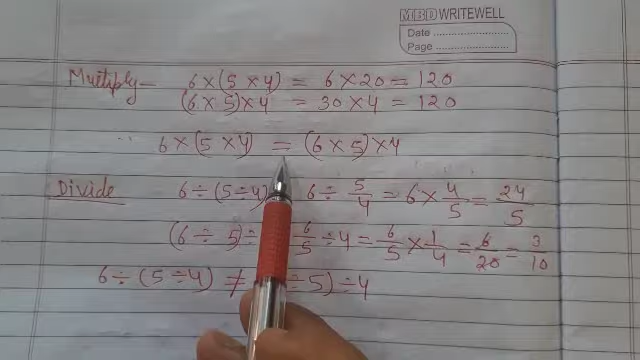 MBD WRITEWELL
Date
Page
Multiply- 6×(5×4) = 6×20 = 120
(6×5)×4 = 30×4 = 120
∴ 6×(5×4) = (6×5)×4
Divide 6÷(5÷4) 6÷5/4 = 6×4/5 = 24/5
(6÷5)÷ 6/5÷4 = 6/5×1/4 = 6/20 = 3/10
6÷(5÷4) ≠ ÷5)÷4